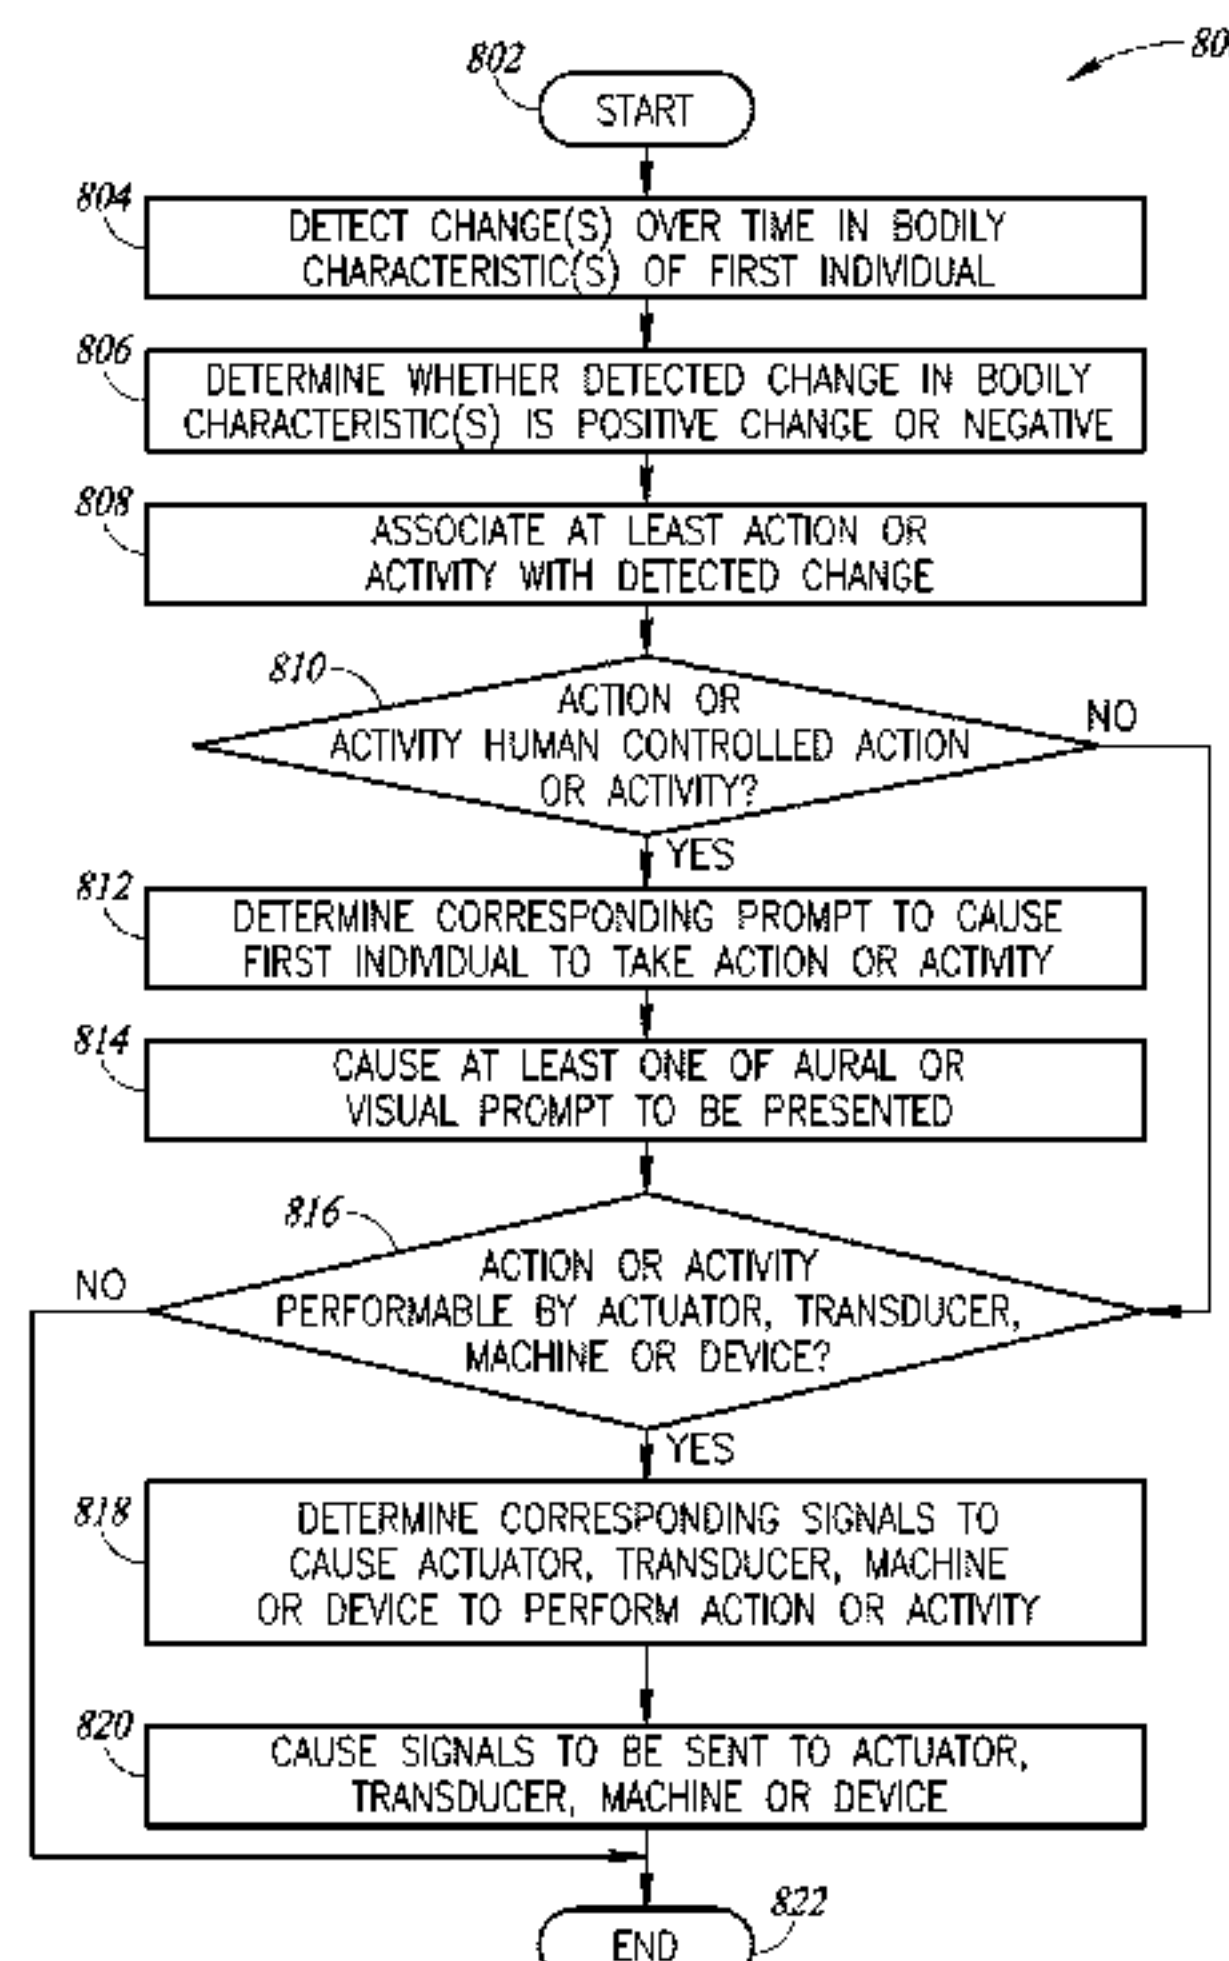 80
802
START
804
DETECT CHANGE(S) OVER TIME IN BODILY
CHARACTERISTIC(S) OF FIRST INDIVIDUAL
806
DETERMINE WHETHER DETECTED CHANGE IN BODILY
CHARACTERISTIC(S) IS POSITIVE CHANGE OR NEGATIVE
808
ASSOCIATE AT LEAST ACTION OR
ACTIVITY WITH DETECTED CHANGE
810
ACTION OR
ACTIVITY HUMAN CONTROLLED ACTION
OR ACTIVITY?
NO
YES
812
DETERMINE CORRESPONDING PROMPT TO CAUSE
FIRST INDIVIDUAL TO TAKE ACTION OR ACTIVITY
814
CAUSE AT LEAST ONE OF AURAL OR
VISUAL PROMPT TO BE PRESENTED
816
NO
ACTION OR ACTIVITY
PERFORMABLE BY ACTUATOR, TRANSDUCER,
MACHINE OR DEVICE?
YES
818
DETERMINE CORRESPONDING SIGNALS TO
CAUSE ACTUATOR, TRANSDUCER, MACHINE
OR DEVICE TO PERFORM ACTION OR ACTIVITY
820
CAUSE SIGNALS TO BE SENT TO ACTUATOR,
TRANSDUCER, MACHINE OR DEVICE
822
END